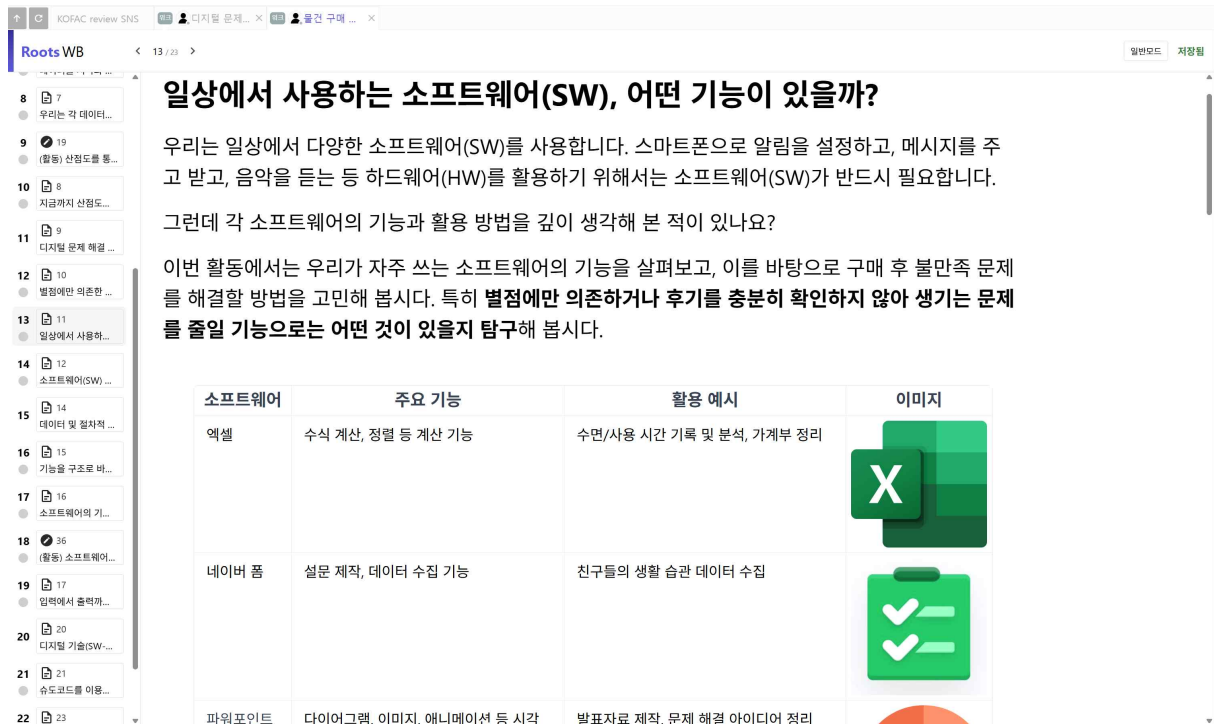 KOFAC review SNS
워크 디지털 문제...
워크 물건 구매 ...
Roots WB
13 / 23
일반모드
저장됨
8
7
우리는 각 데이터...
9
19
(활동) 산점도를 통...
10
8
지금까지 산점도...
11
9
디지털 문제 해결 ...
12
10
별점에만 의존한 ...
13
11
일상에서 사용하...
14
12
소프트웨어(SW) ...
15
14
데이터 및 절차적 ...
16
15
기능을 구조로 바...
17
16
소프트웨어의 기...
18
36
(활동) 소프트웨어...
19
17
입력에서 출력까...
20
20
디지털 기술(SW-...
21
21
슈도코드를 이용...
22
23
일상에서 사용하는 소프트웨어(SW), 어떤 기능이 있을까?
우리는 일상에서 다양한 소프트웨어(SW)를 사용합니다. 스마트폰으로 알림을 설정하고, 메시지를 주
고 받고, 음악을 듣는 등 하드웨어(HW)를 활용하기 위해서는 소프트웨어(SW)가 반드시 필요합니다.
그런데 각 소프트웨어의 기능과 활용 방법을 깊이 생각해 본 적이 있나요?
이번 활동에서는 우리가 자주 쓰는 소프트웨어의 기능을 살펴보고, 이를 바탕으로 구매 후 불만족 문제
를 해결할 방법을 고민해 봅시다. 특히 별점에만 의존하거나 후기를 충분히 확인하지 않아 생기는 문제
를 줄일 기능으로는 어떤 것이 있을지 탐구해 봅시다.
소프트웨어 주요 기능 활용 예시 이미지
엑셀 수식 계산, 정렬 등 계산 기능 수면/사용 시간 기록 및 분석, 가계부 정리
X
네이버 폼 설문 제작, 데이터 수집 기능 친구들의 생활 습관 데이터 수집
파워포인트 다이어그램, 이미지, 애니메이션 등 시각 발표자료 제작, 문제 해결 아이디어 정리